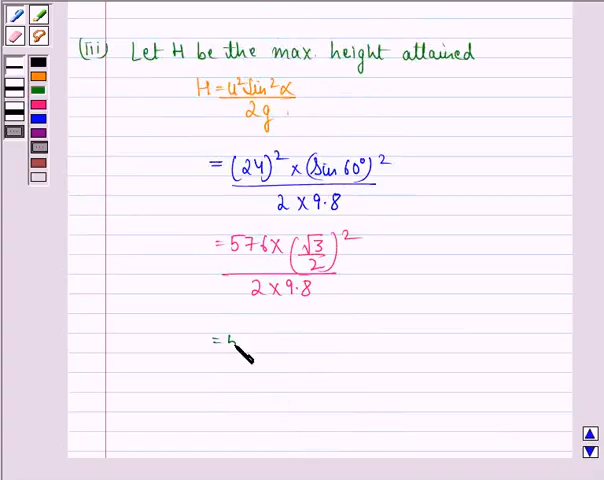 (iii) Let H be the max. height attained
H = u²sin²α / 2g
= (24)² × (sin 60°)² / 2 × 9.8
= 576 × (√3/2)² / 2 × 9.8
=